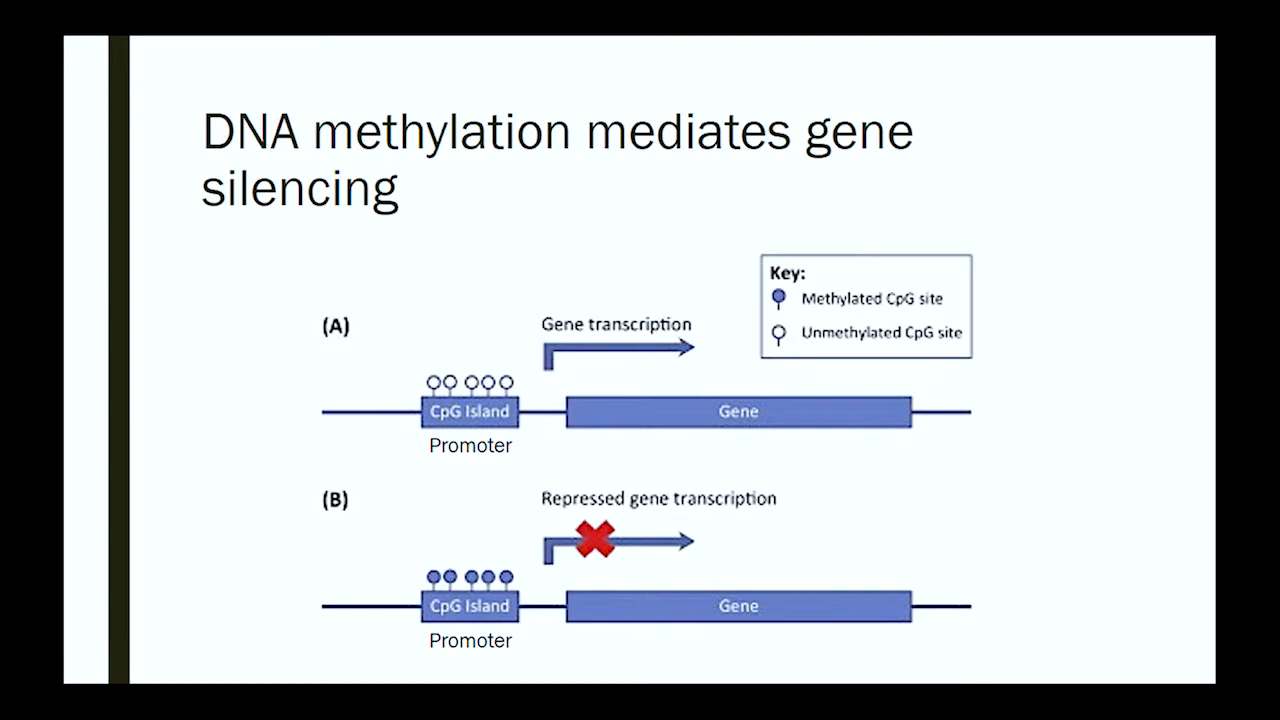 DNA methylation mediates gene
silencing
Key:
Methylated CpG site
Unmethylated CpG site
(A)
Gene transcription
CpG Island
Gene
Promoter
(B)
Repressed gene transcription
CpG Island
Gene
Promoter